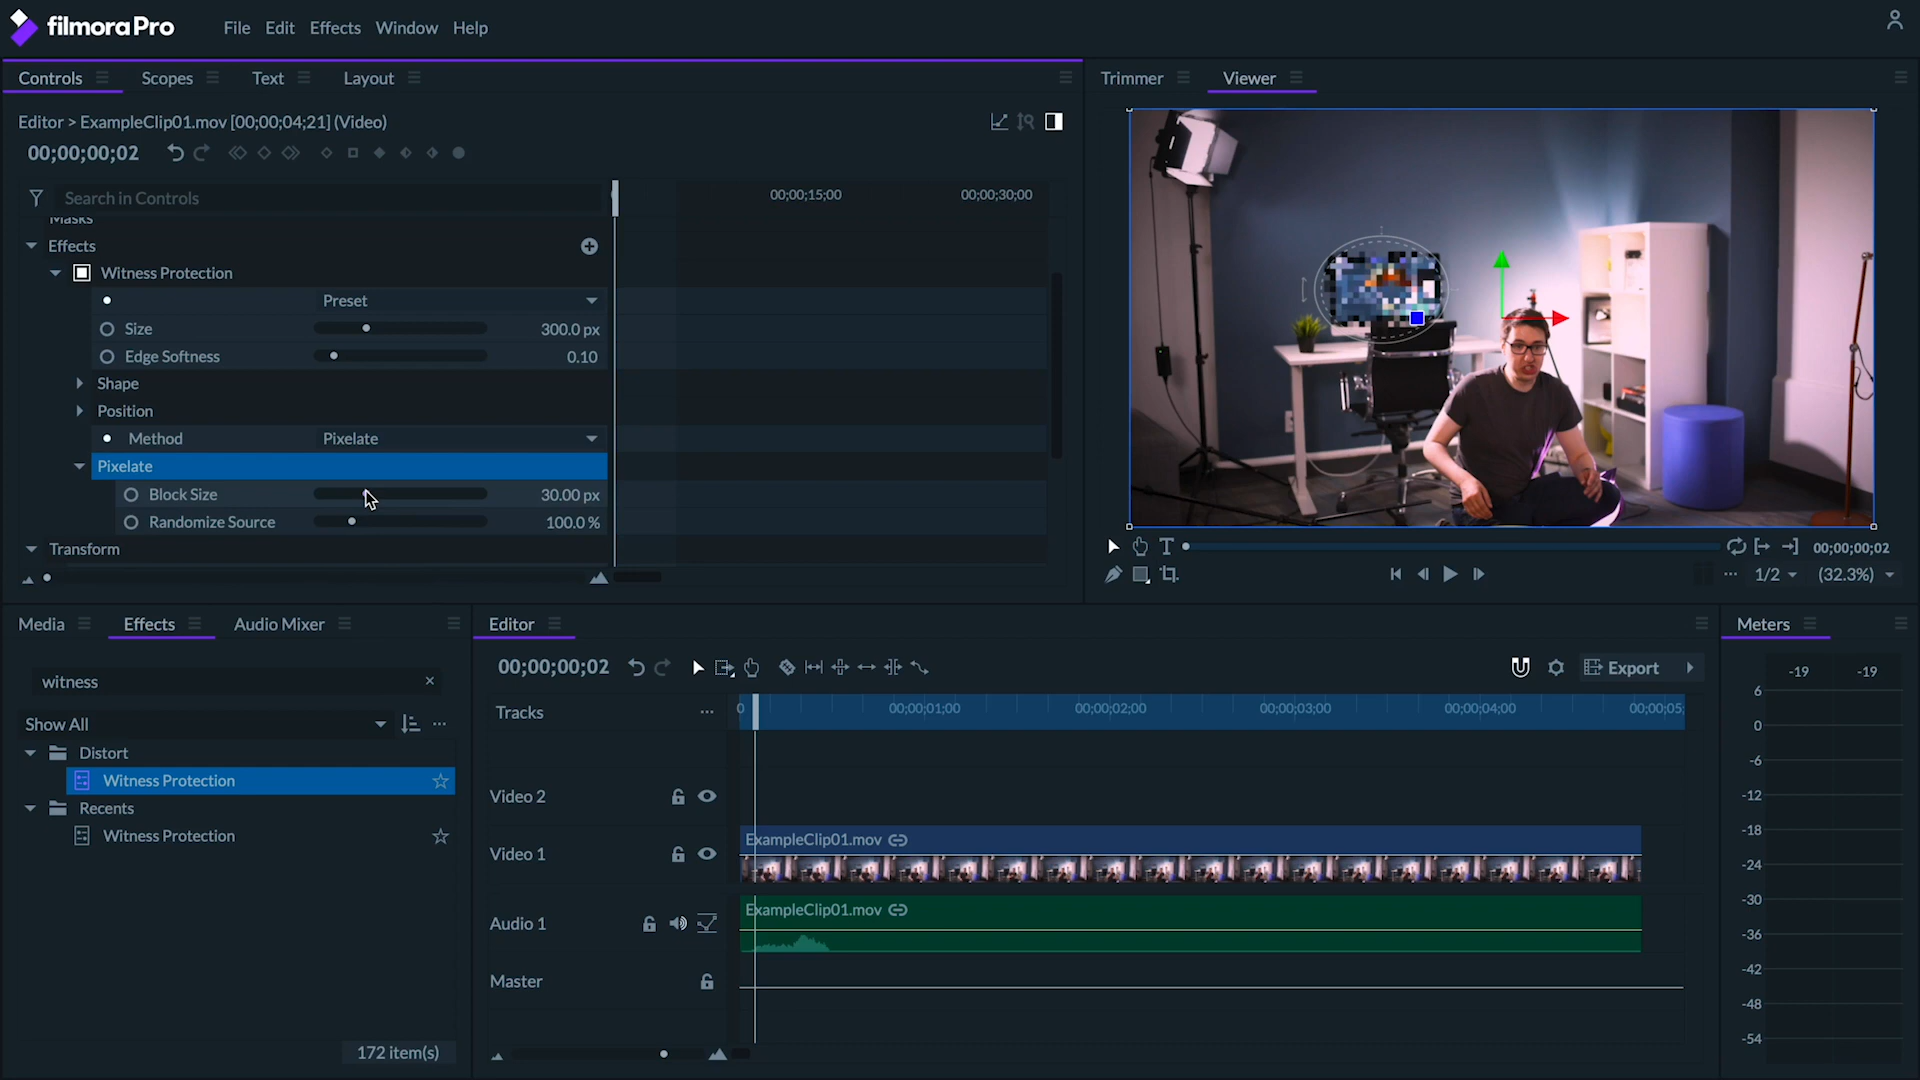 filmoraPro
File Edit Effects Window Help
Controls Scopes Text Layout
Trimmer Viewer
Editor > ExampleClip01.mov [00;00;04;21] (Video)
00;00;00;02
Search in Controls
00;00;15;00 00;00;30;00
Masks
Effects
Witness Protection
Preset
Size 300.0 px
Edge Softness 0.10
Shape
Position
Method Pixelate
Pixelate
Block Size 30.00 px
Randomize Source 100.0 %
Transform
00;00;00;02
1/2 (32.3%)
Media Effects Audio Mixer
Editor
Meters
witness
Show All
Distort
Witness Protection
Recents
Witness Protection
172 item(s)
00;00;00;02
Export
Tracks
0 00;00;01;00 00;00;02;00 00;00;03;00 00;00;04;00 00;00;05;
Video 2
Video 1
ExampleClip01.mov
Audio 1
ExampleClip01.mov
Master
-19 -19
6
0
-6
-12
-18
-24
-30
-36
-42
-48
-54